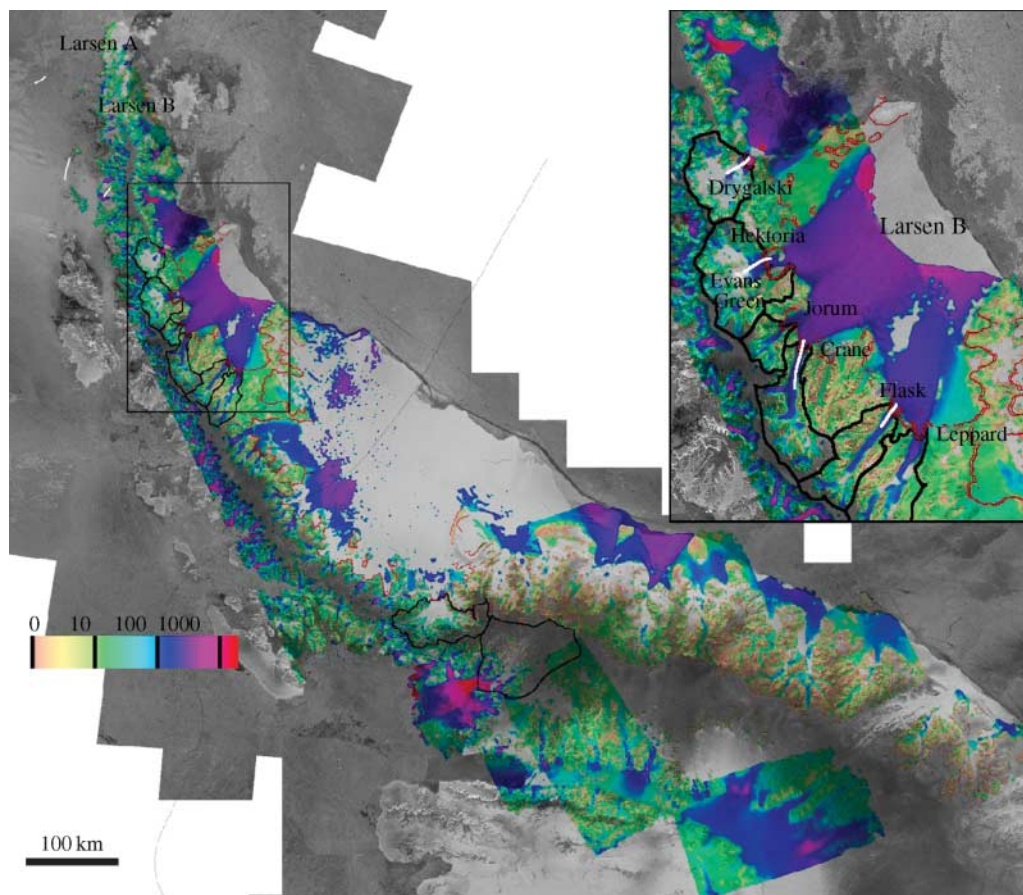 Larsen A
Larsen B
Drygalski
Hektoria
Larsen B
Evans
Green
Jorum
Crane
Flask
Leppard
0 10 100 1000
100 km